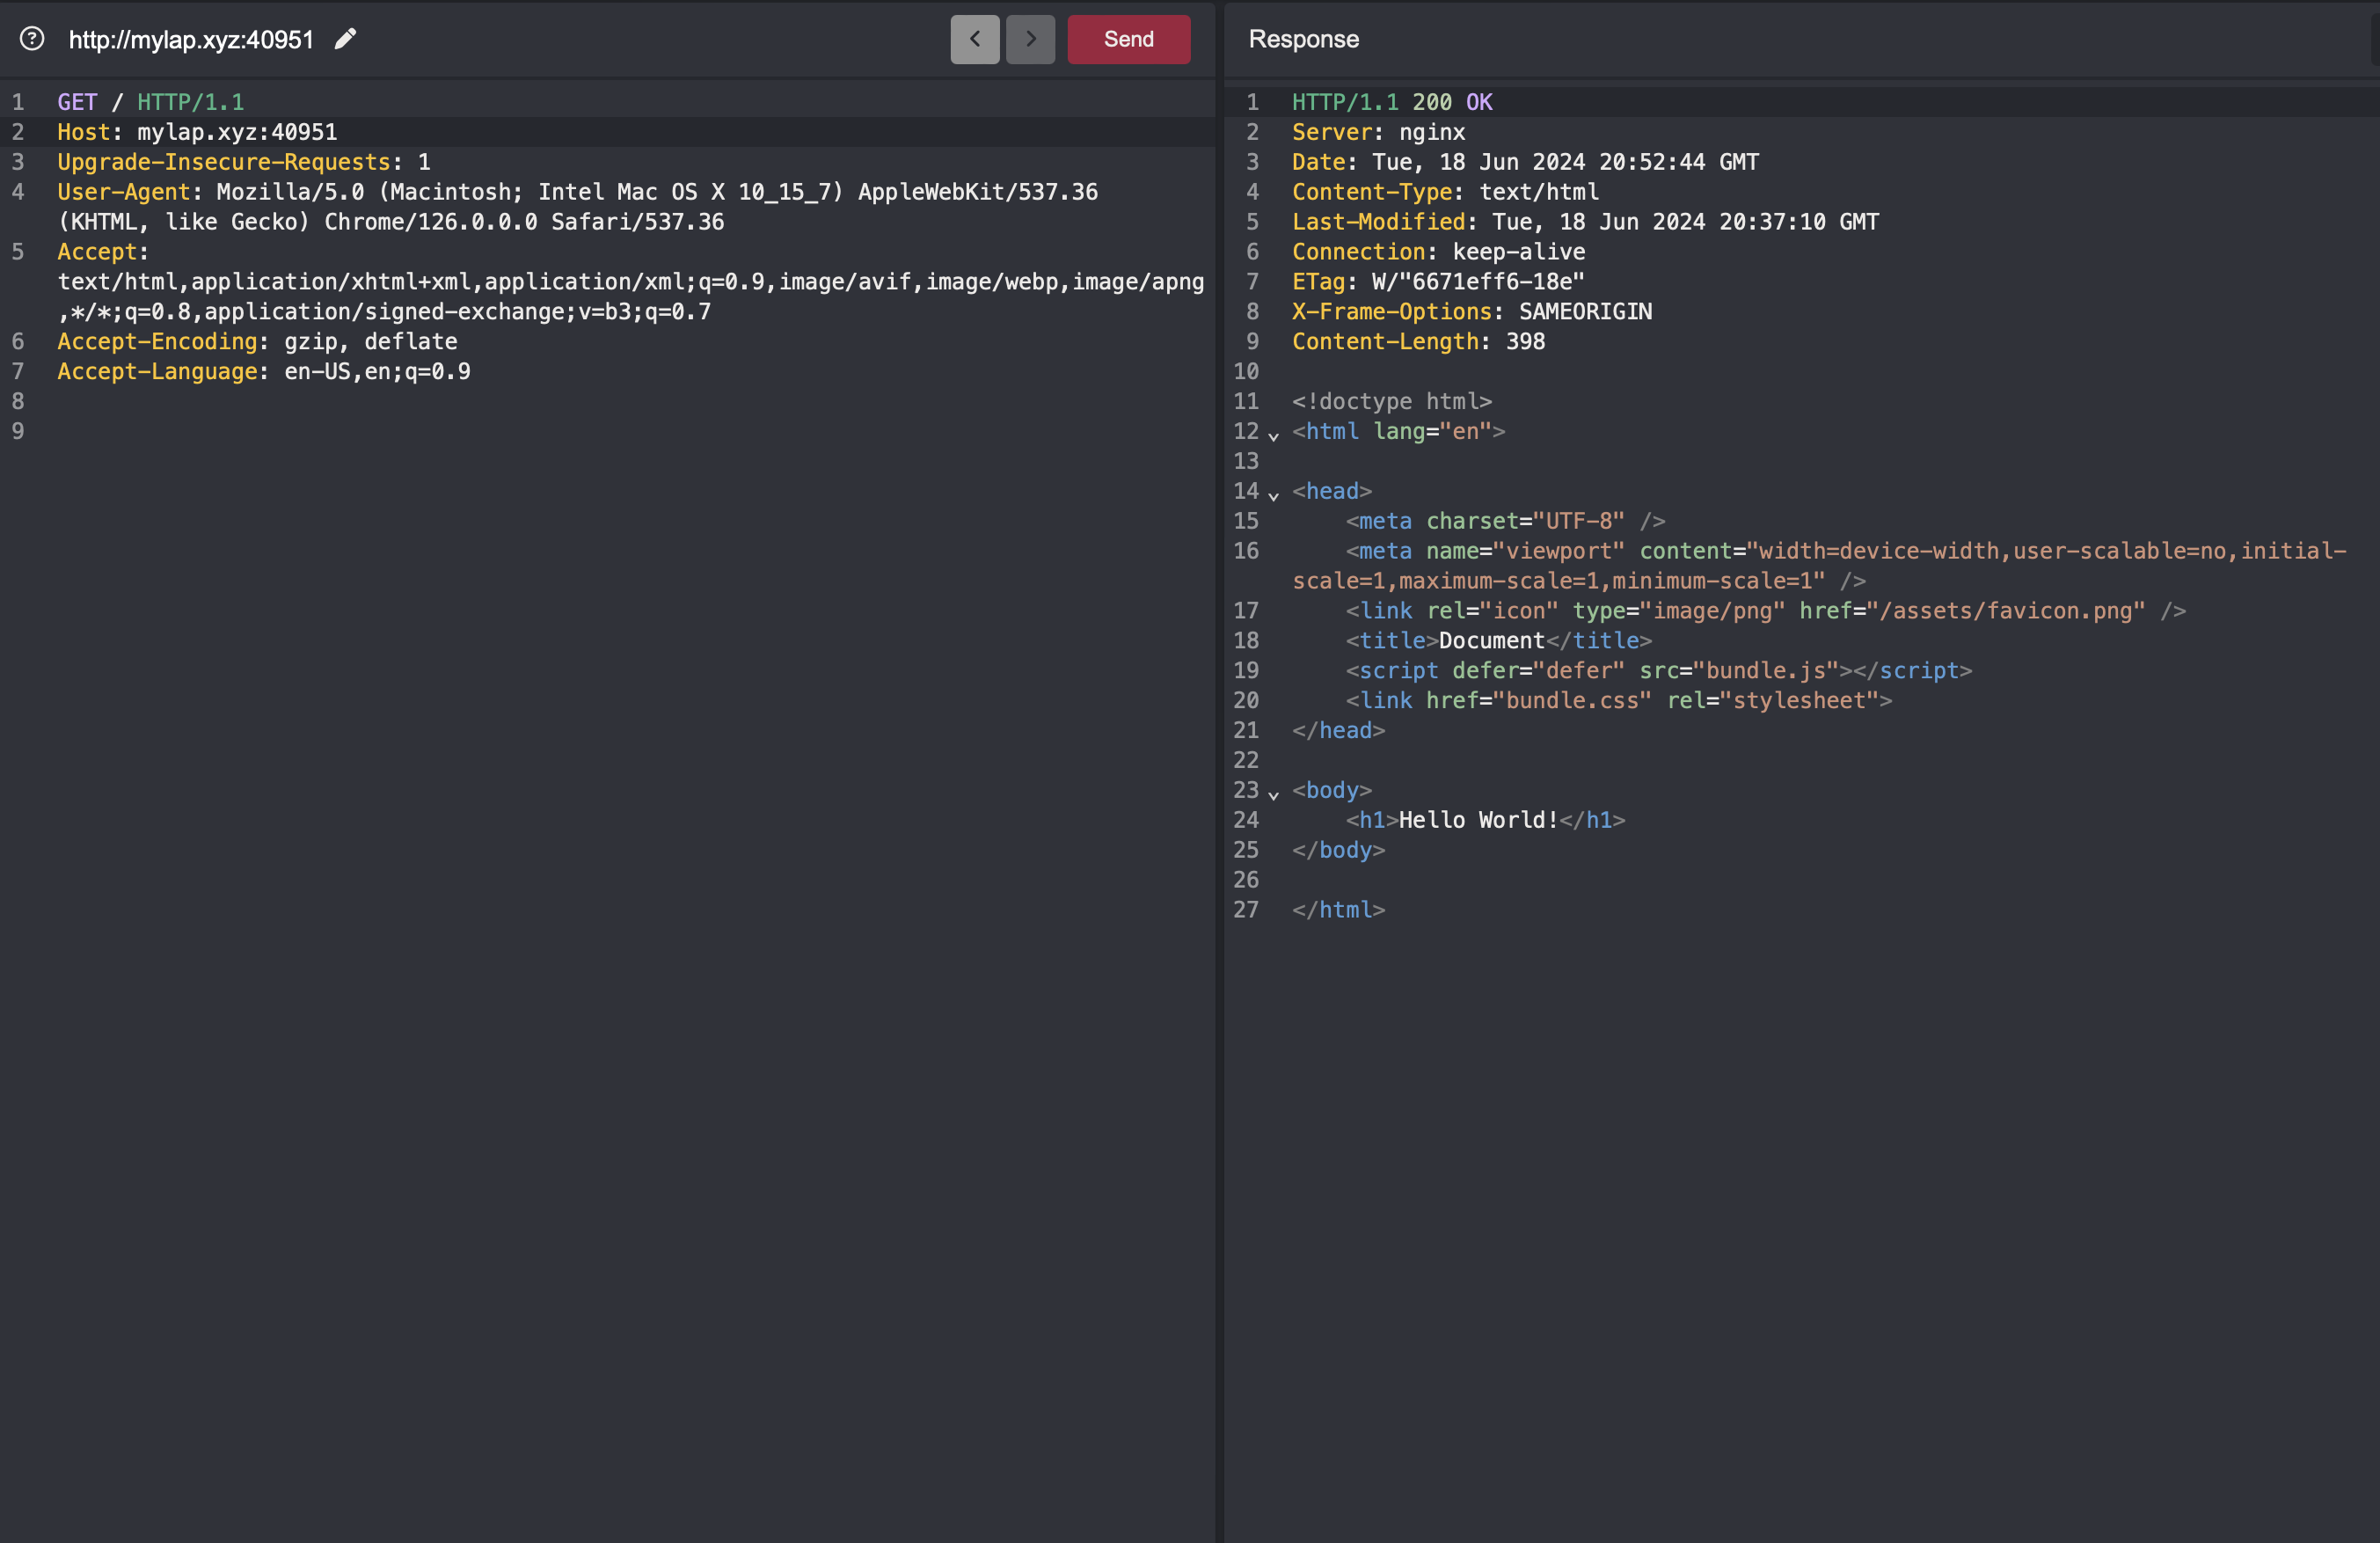 http://mylap.xyz:40951
Send
1 GET / HTTP/1.1
2 Host: mylap.xyz:40951
3 Upgrade-Insecure-Requests: 1
4 User-Agent: Mozilla/5.0 (Macintosh; Intel Mac OS X 10_15_7) AppleWebKit/537.36
(KHTML, like Gecko) Chrome/126.0.0.0 Safari/537.36
5 Accept:
text/html,application/xhtml+xml,application/xml;q=0.9,image/avif,image/webp,image/apng
,*/*;q=0.8,application/signed-exchange;v=b3;q=0.7
6 Accept-Encoding: gzip, deflate
7 Accept-Language: en-US,en;q=0.9
8
9
Response
1 HTTP/1.1 200 OK
2 Server: nginx
3 Date: Tue, 18 Jun 2024 20:52:44 GMT
4 Content-Type: text/html
5 Last-Modified: Tue, 18 Jun 2024 20:37:10 GMT
6 Connection: keep-alive
7 ETag: W/"6671eff6-18e"
8 X-Frame-Options: SAMEORIGIN
9 Content-Length: 398
10
11 <!doctype html>
12 <html lang="en">
13
14 <head>
15 <meta charset="UTF-8" />
16 <meta name="viewport" content="width=device-width,user-scalable=no,initial-
scale=1,maximum-scale=1,minimum-scale=1" />
17 <link rel="icon" type="image/png" href="/assets/favicon.png" />
18 <title>Document</title>
19 <script defer="defer" src="bundle.js"></script>
20 <link href="bundle.css" rel="stylesheet">
21 </head>
22
23 <body>
24 <h1>Hello World!</h1>
25 </body>
26
27 </html>